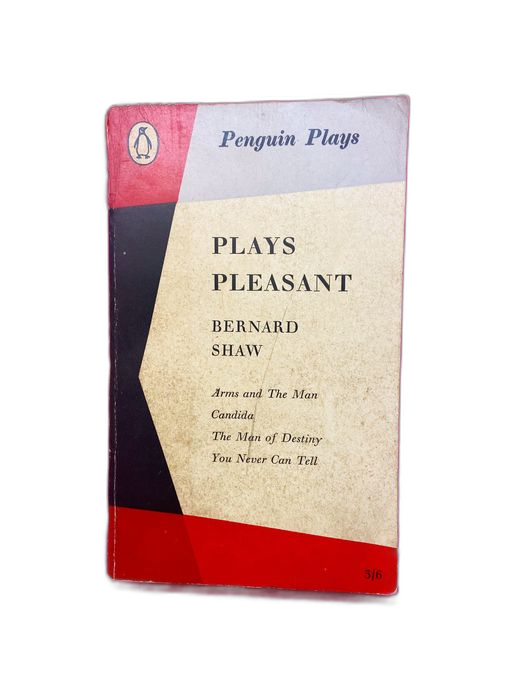 Penguin Plays
PLAYS
PLEASANT
BERNARD
SHAW
Arms and The Man
Candida
The Man of Destiny
You Never Can Tell
3/6